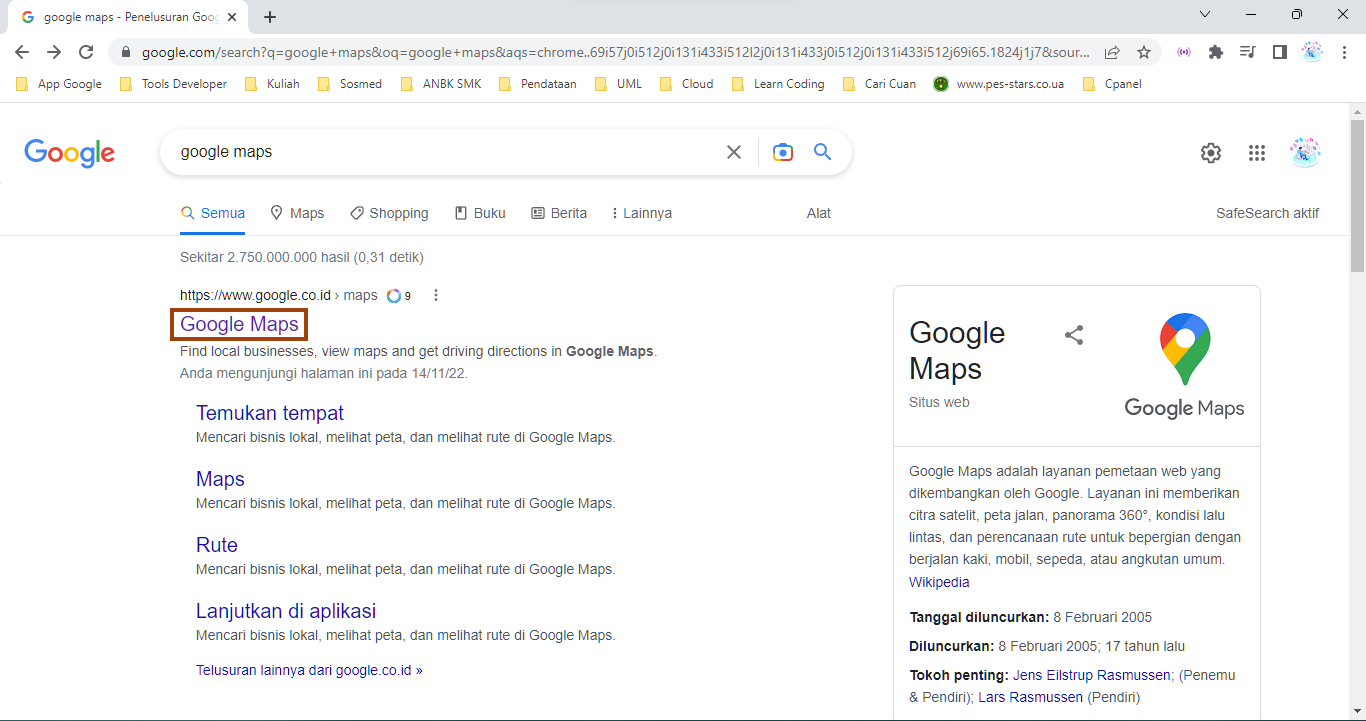 google maps - Penelusuran Goog
google.com/search?q=google+maps&oq=google+maps&aqs=chrome..69i57j0i512j0i131i433i512l2j0i131i433j0i512j0i131i433i512j69i65.1824j1j7&sour...
App Google Tools Developer Kuliah Sosmed ANBK SMK Pendataan UML Cloud Learn Coding Cari Cuan www.pes-stars.co.ua Cpanel
Google google maps
Semua Maps Shopping Buku Berita Lainnya Alat SafeSearch aktif
Sekitar 2.750.000.000 hasil (0,31 detik)
https://www.google.co.id › maps 9
Google Maps
Find local businesses, view maps and get driving directions in Google Maps.
Anda mengunjungi halaman ini pada 14/11/22.
Temukan tempat
Mencari bisnis lokal, melihat peta, dan melihat rute di Google Maps.
Maps
Mencari bisnis lokal, melihat peta, dan melihat rute di Google Maps.
Rute
Mencari bisnis lokal, melihat peta, dan melihat rute di Google Maps.
Lanjutkan di aplikasi
Mencari bisnis lokal, melihat peta, dan melihat rute di Google Maps.
Telusuran lainnya dari google.co.id »
Google
Maps
Situs web
Google Maps
Google Maps adalah layanan pemetaan web yang
dikembangkan oleh Google. Layanan ini memberikan
citra satelit, peta jalan, panorama 360°, kondisi lalu
lintas, dan perencanaan rute untuk bepergian dengan
berjalan kaki, mobil, sepeda, atau angkutan umum.
Wikipedia
Tanggal diluncurkan: 8 Februari 2005
Diluncurkan: 8 Februari 2005; 17 tahun lalu
Tokoh penting: Jens Eilstrup Rasmussen; (Penemu
& Pendiri); Lars Rasmussen (Pendiri)